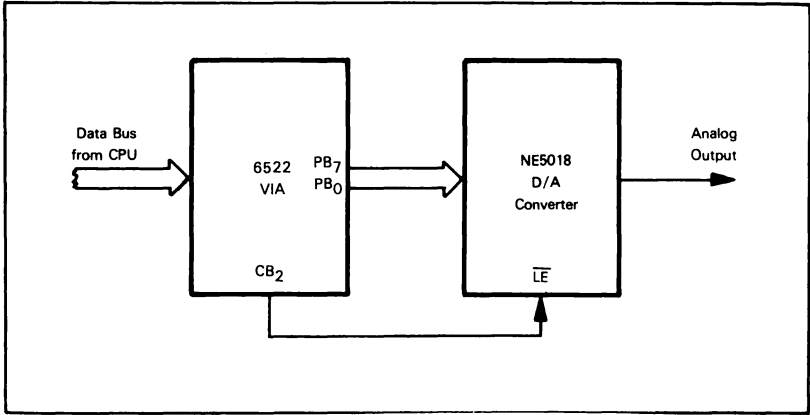 Data Bus
from CPU
6522
VIA
PB7
PB0
CB2
NE5018
D/A
Converter
LE
Analog
Output